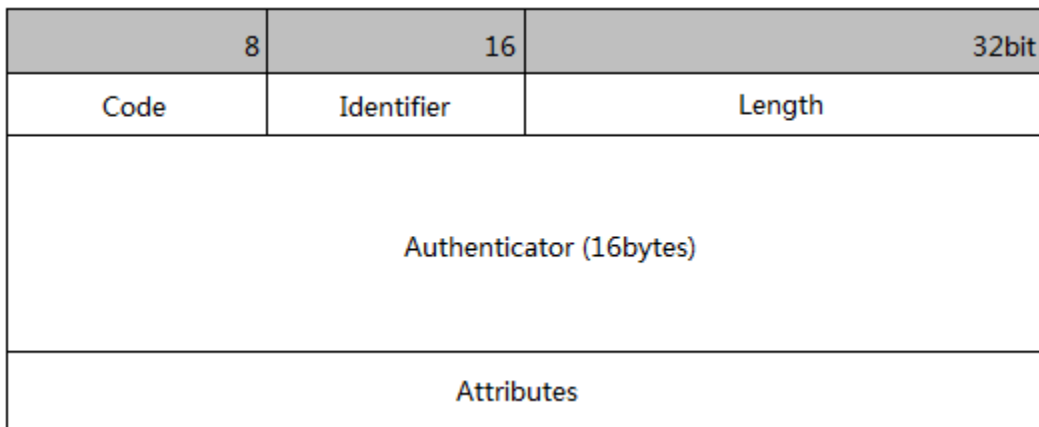 8 16 32bit
Code Identifier Length
Authenticator (16bytes)
Attributes